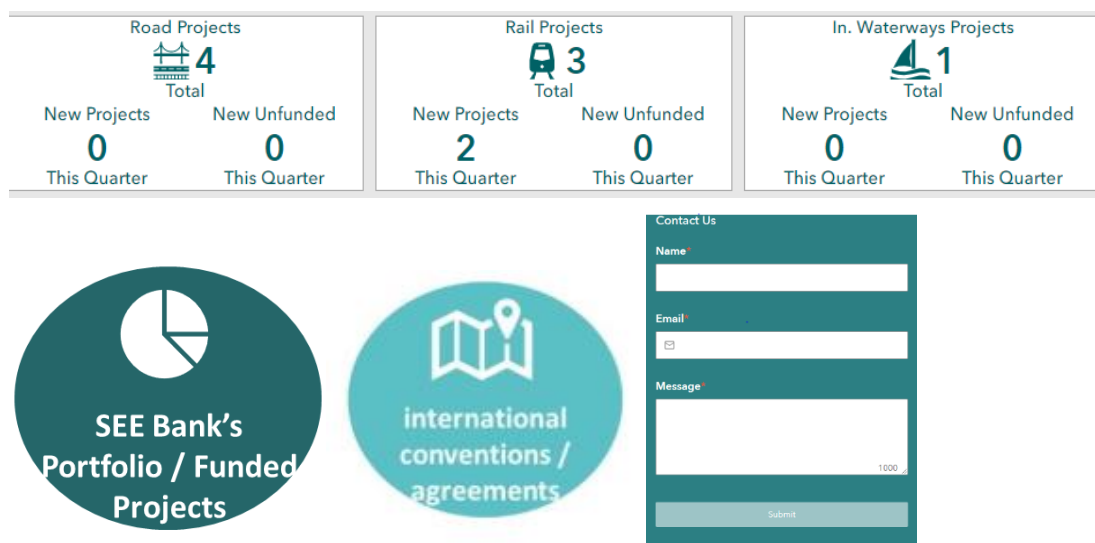 Road Projects
4
Total
New Projects New Unfunded
0 0
This Quarter This Quarter
Rail Projects
3
Total
New Projects New Unfunded
2 0
This Quarter This Quarter
In. Waterways Projects
1
Total
New Projects New Unfunded
0 0
This Quarter This Quarter
SEE Bank's
Portfolio / Funded
Projects
international
conventions /
agreements
Contact Us
Name*
Email*
Message*
1000
Submit